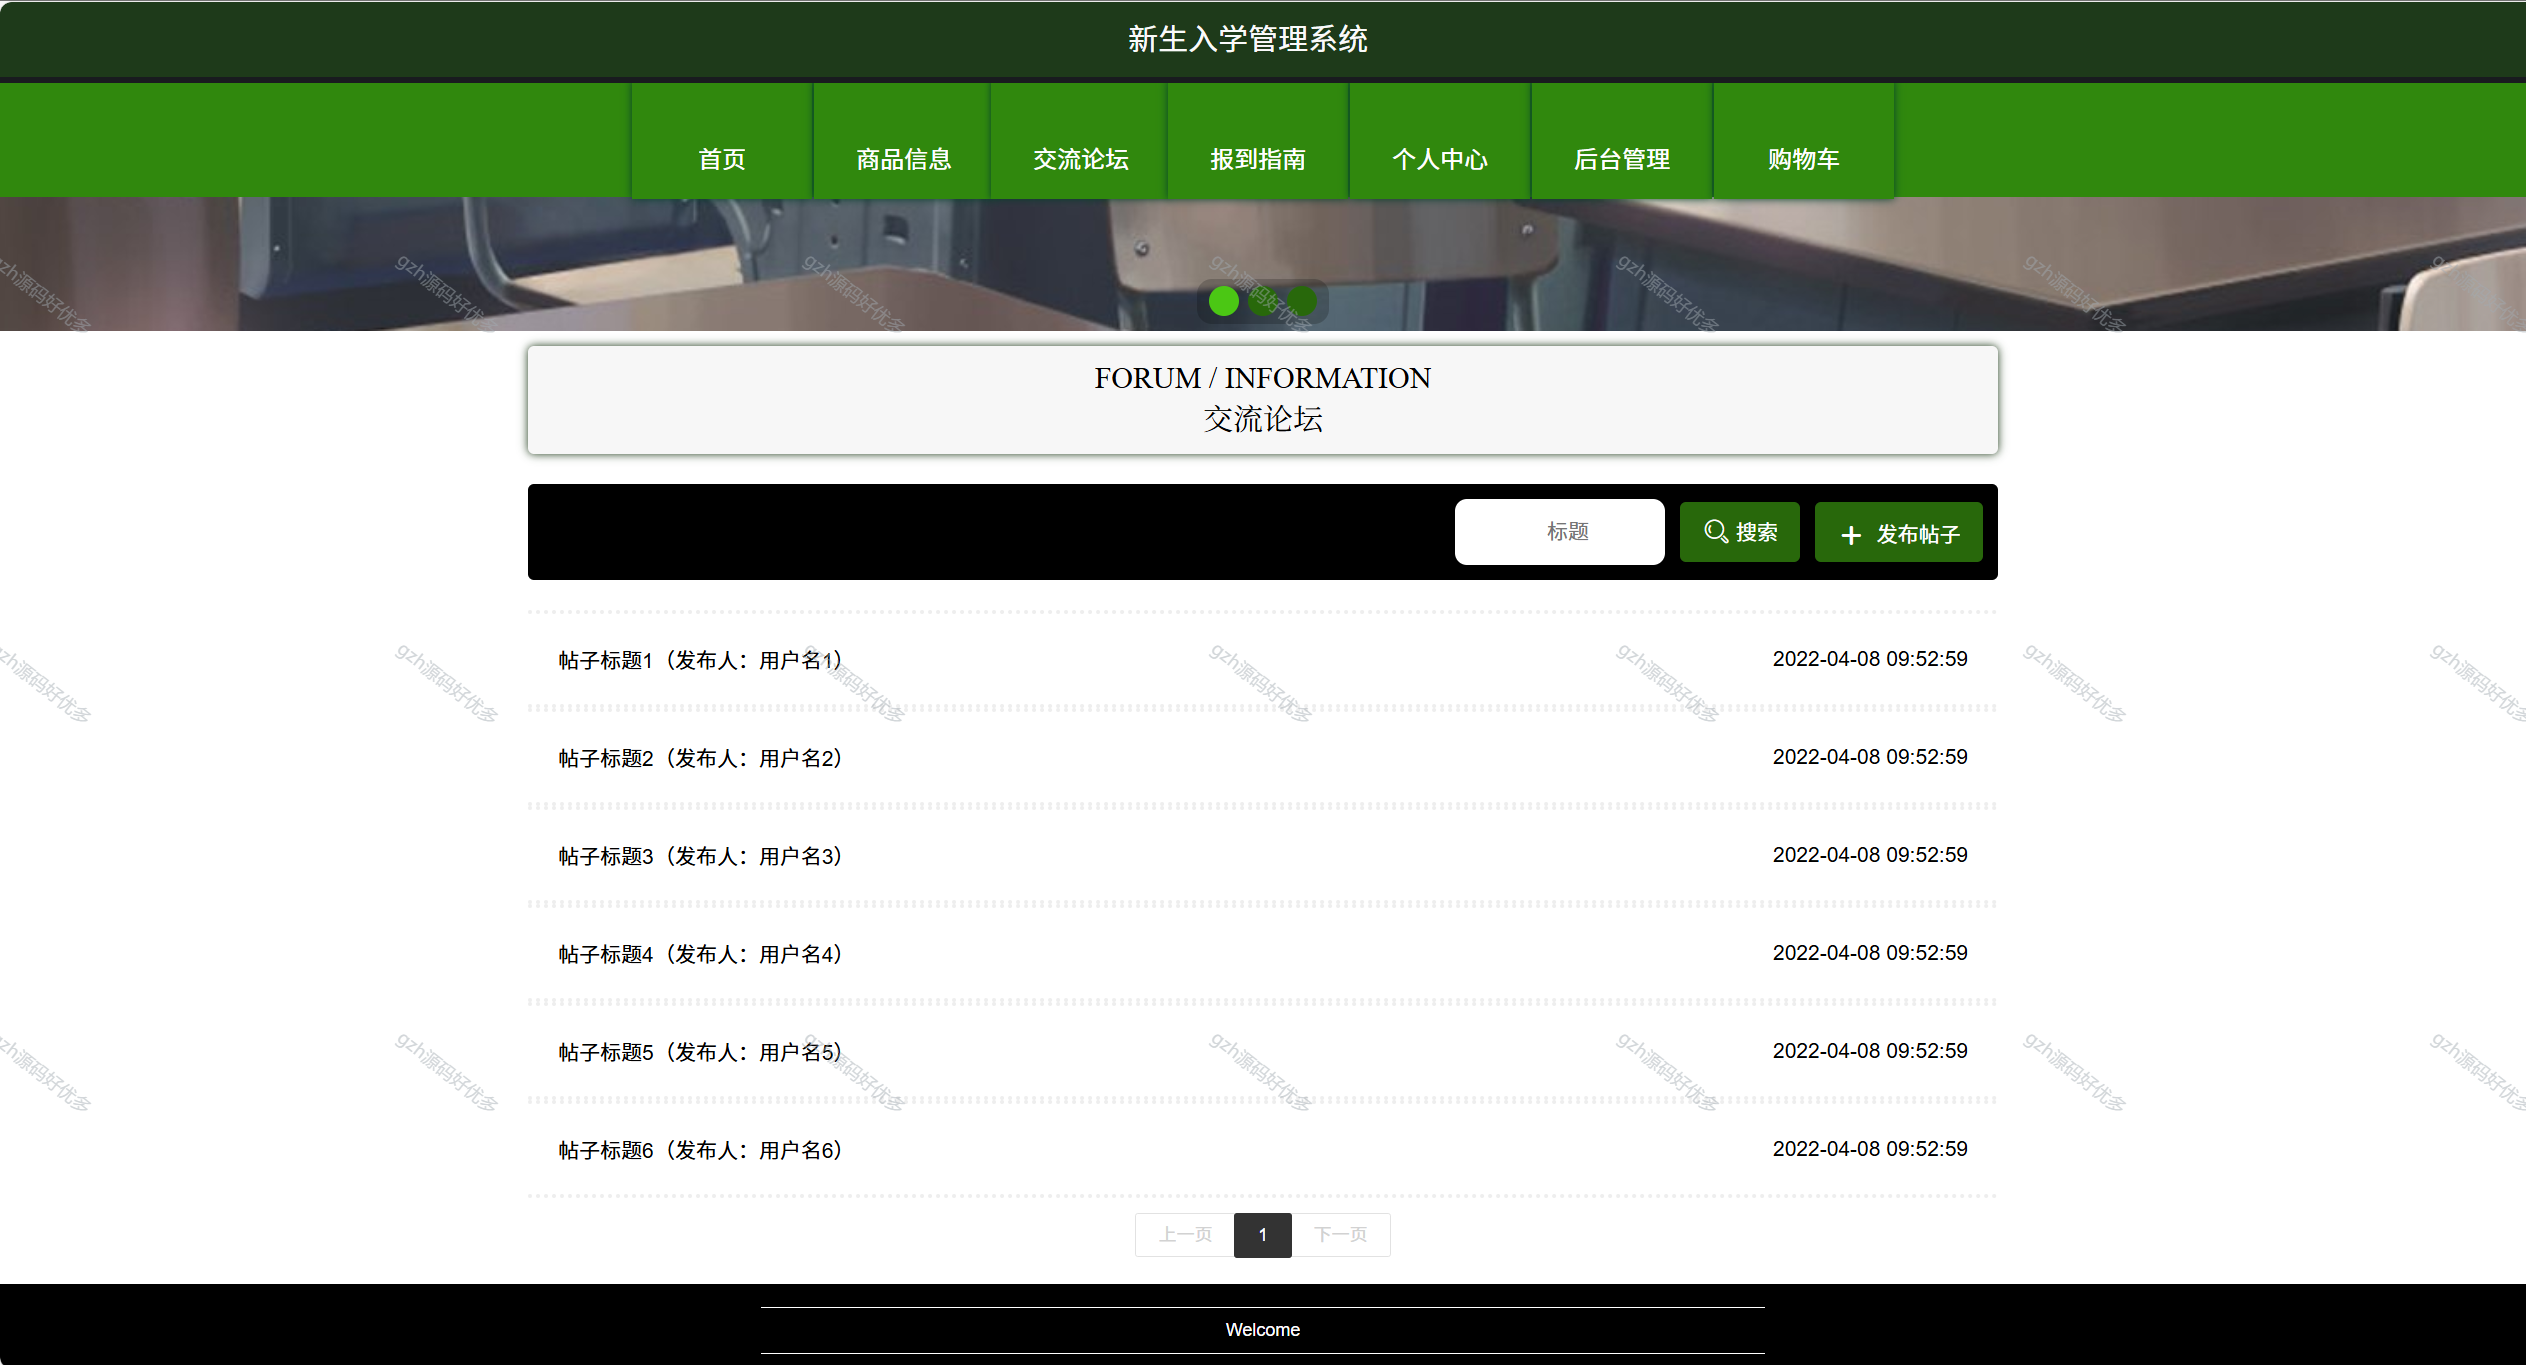 新生入学管理系统
首页 商品信息 交流论坛 报到指南 个人中心 后台管理 购物车
FORUM / INFORMATION
交流论坛
标题 搜索 发布帖子
帖子标题1（发布人：用户名1） 2022-04-08 09:52:59
帖子标题2（发布人：用户名2） 2022-04-08 09:52:59
帖子标题3（发布人：用户名3） 2022-04-08 09:52:59
帖子标题4（发布人：用户名4） 2022-04-08 09:52:59
帖子标题5（发布人：用户名5） 2022-04-08 09:52:59
帖子标题6（发布人：用户名6） 2022-04-08 09:52:59
上一页 1 下一页
Welcome
gzh源码好优多